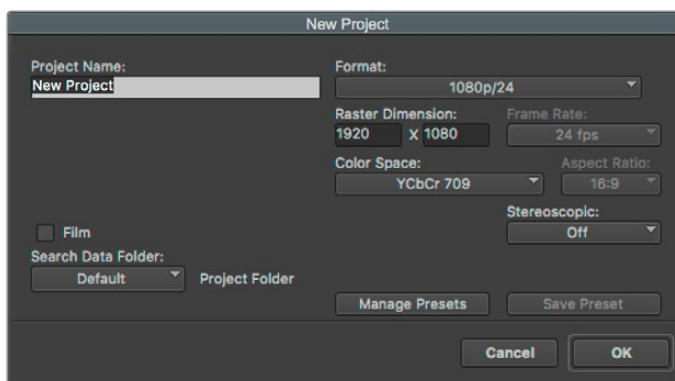 New Project
Project Name:
New Project
Format:
1080p/24
Raster Dimension:
1920 X 1080
Frame Rate:
24 fps
Color Space:
YCbCr 709
Aspect Ratio:
16:9
Stereoscopic:
Off
Film
Search Data Folder:
Default
Project Folder
Manage Presets
Save Preset
Cancel
OK